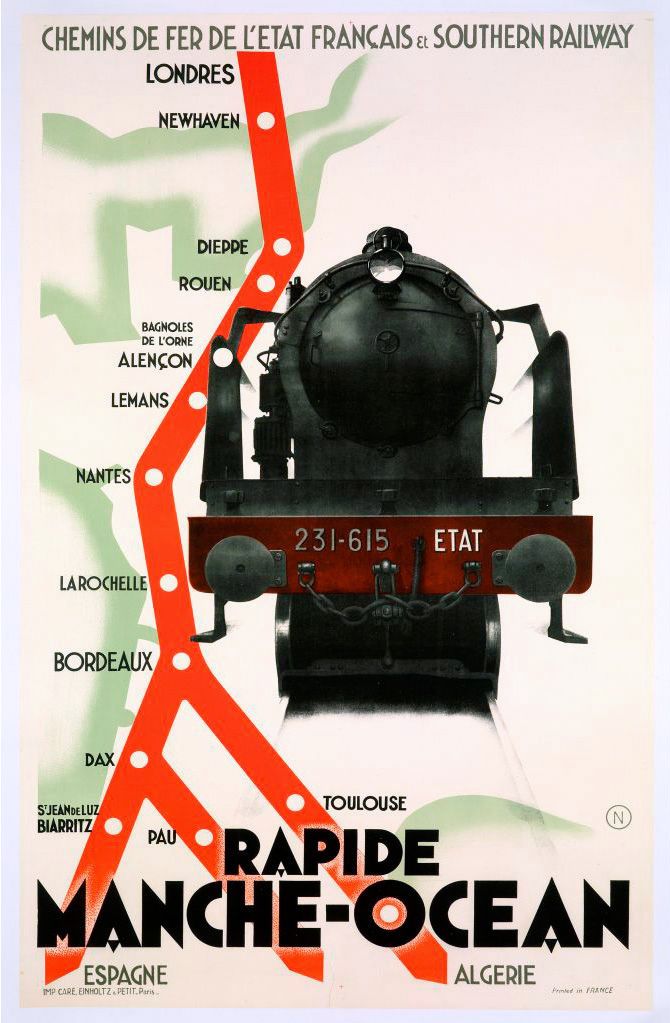 CHEMINS DE FER DE L'ETAT FRANÇAIS et SOUTHERN RAILWAY
LONDRES
NEWHAVEN
DIEPPE
ROUEN
BAGNOLES
DE L'ORNE
ALENÇON
LEMANS
NANTES
231-615 ETAT
LA ROCHELLE
BORDEAUX
DAX
TOULOUSE
ST JEAN DE LUZ
BIARRITZ
PAU
N
RAPIDE
MANCHE-OCEAN
ESPAGNE
ALGERIE
IMP. CARE, EINHOLTZ & PETIT. Paris.
Printed in FRANCE